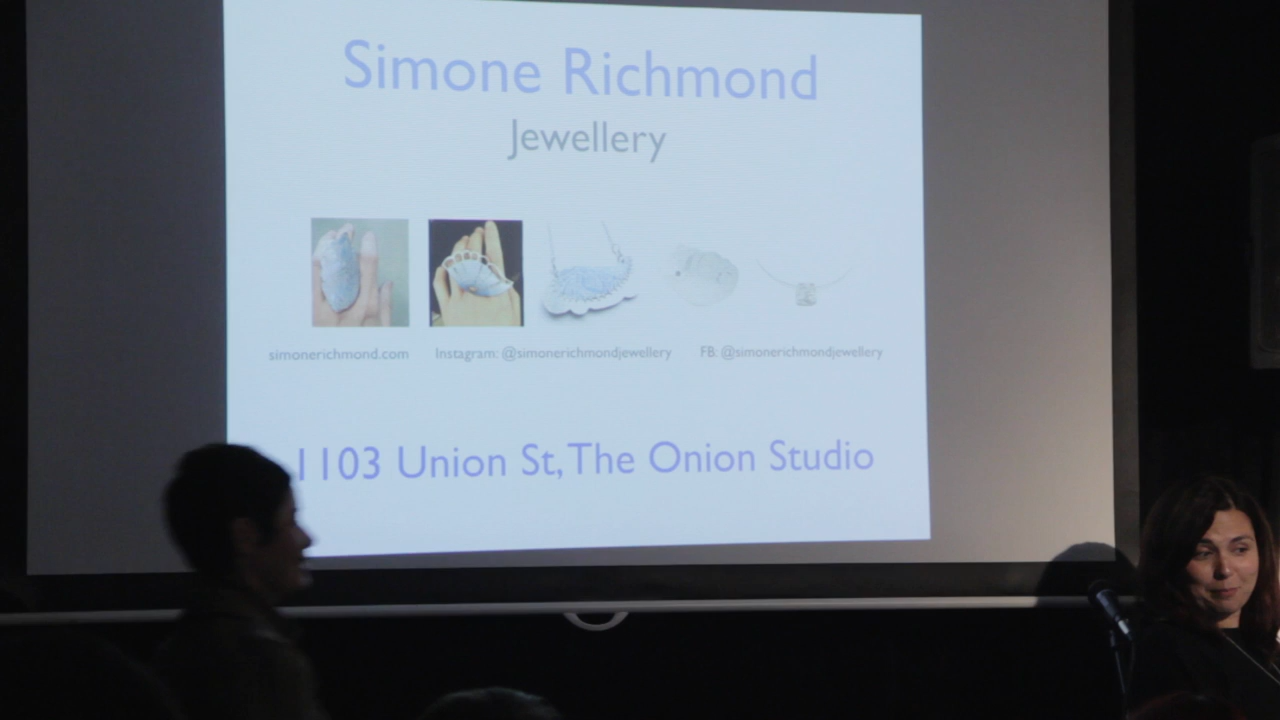 Simone Richmond
Jewellery
simonerichmond.com Instagram: @simonerichmondjewellery FB: @simonerichmondjewellery
1103 Union St, The Onion Studio